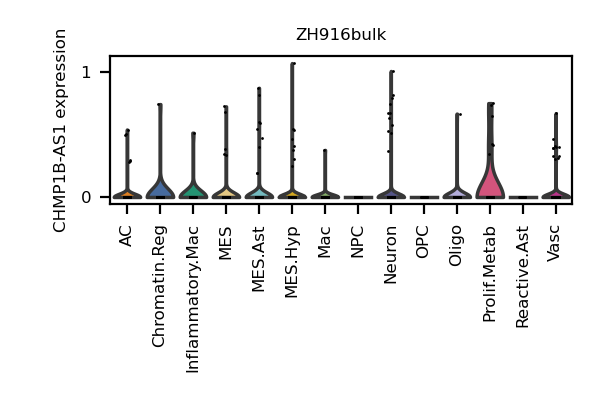 ZH916bulk
CHMP1B-AS1 expression
1
0
AC
Chromatin.Reg
Inflammatory.Mac
MES
MES.Ast
MES.Hyp
Mac
NPC
Neuron
OPC
Oligo
Prolif.Metab
Reactive.Ast
Vasc